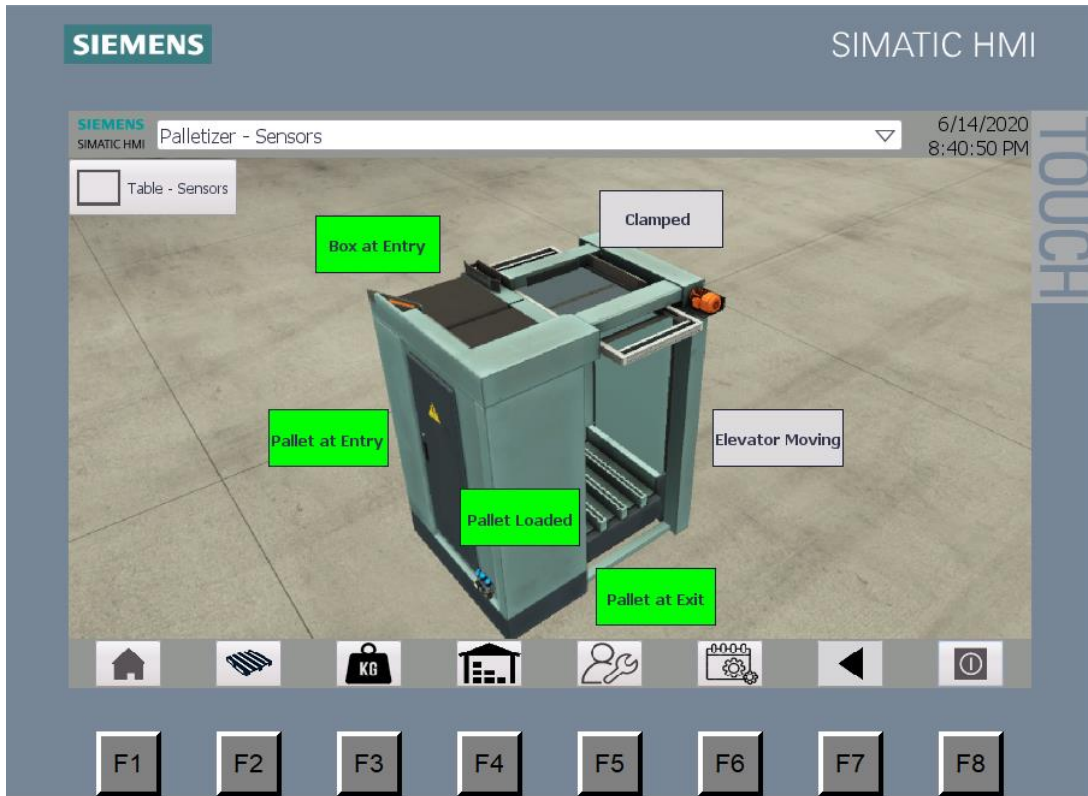 SIEMENS
SIMATIC HMI
TOUCH
SIEMENS
SIMATIC HMI
Palletizer - Sensors
6/14/2020
8:40:50 PM
Table - Sensors
Clamped
Box at Entry
Pallet at Entry
Elevator Moving
Pallet Loaded
Pallet at Exit
KG
F1
F2
F3
F4
F5
F6
F7
F8